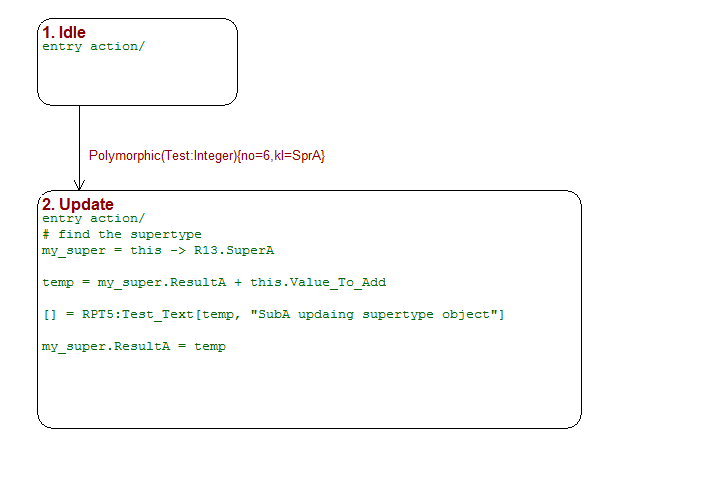 1. Idle
entry action/
Polymorphic(Test:Integer){no=6,kl=SprA}
2. Update
entry action/
# find the supertype
my_super = this -> R13.SuperA
temp = my_super.ResultA + this.Value_To_Add
[] = RPT5:Test_Text[temp, "SubA updaing supertype object"]
my_super.ResultA = temp